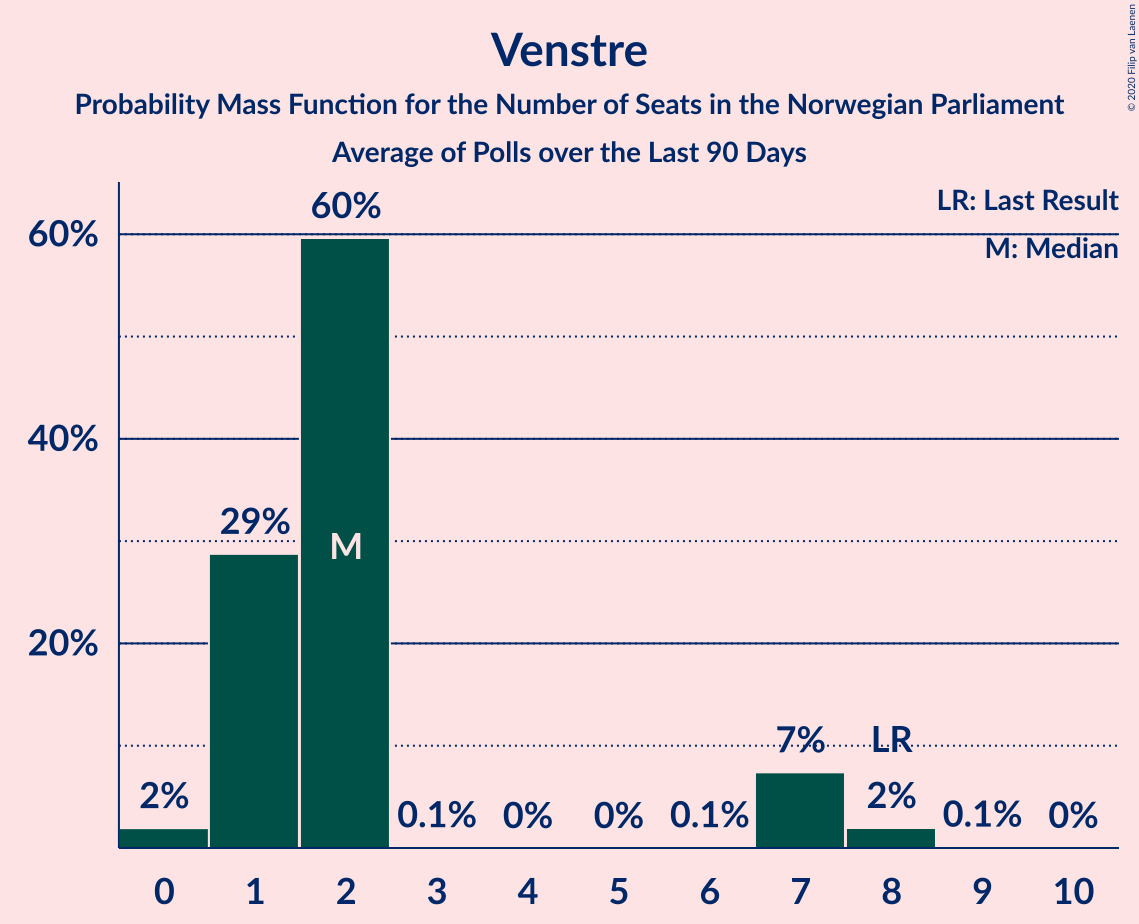 Venstre
Probability Mass Function for the Number of Seats in the Norwegian Parliament
Average of Polls over the Last 90 Days
© 2020 Filip van Laenen
LR: Last Result
M: Median
60%
40%
20%
2%
29%
60%
M
0.1%
0%
0%
0.1%
7%
LR
2%
0.1%
0%
0 1 2 3 4 5 6 7 8 9 10